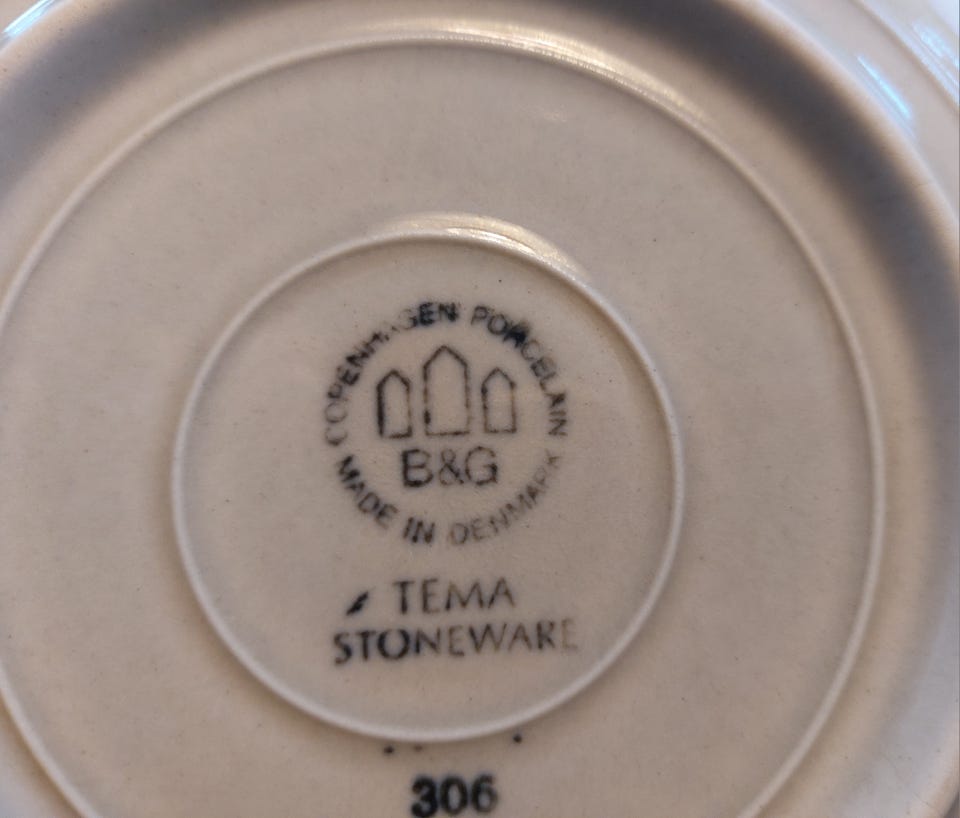 COPENHAGEN PORCELAIN
B&G
MADE IN DENMARK
TEMA
STONEWARE
306